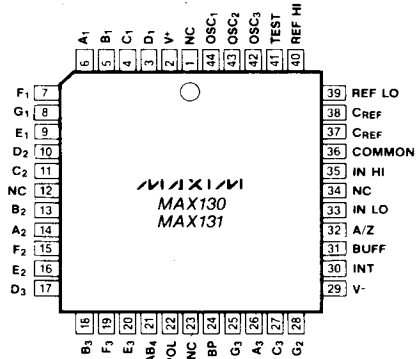 A1 B1 C1 D1 V+ NC OSC1 OSC2 OSC3 TEST REF HI
6 5 4 3 2 1 44 43 42 41 40
F1 7
G1 8
E1 9
D2 10
C2 11
NC 12
B2 13
A2 14
F2 15
E2 16
D3 17
MAXIM
MAX130
MAX131
39 REF LO
38 CREF
37 CREF
36 COMMON
35 IN HI
34 NC
33 IN LO
32 A/Z
31 BUFF
30 INT
29 V-
18 19 20 21 22 23 24 25 26 27 28
B3 F3 E3 AB4 POL NC BP G3 A3 C3 G2